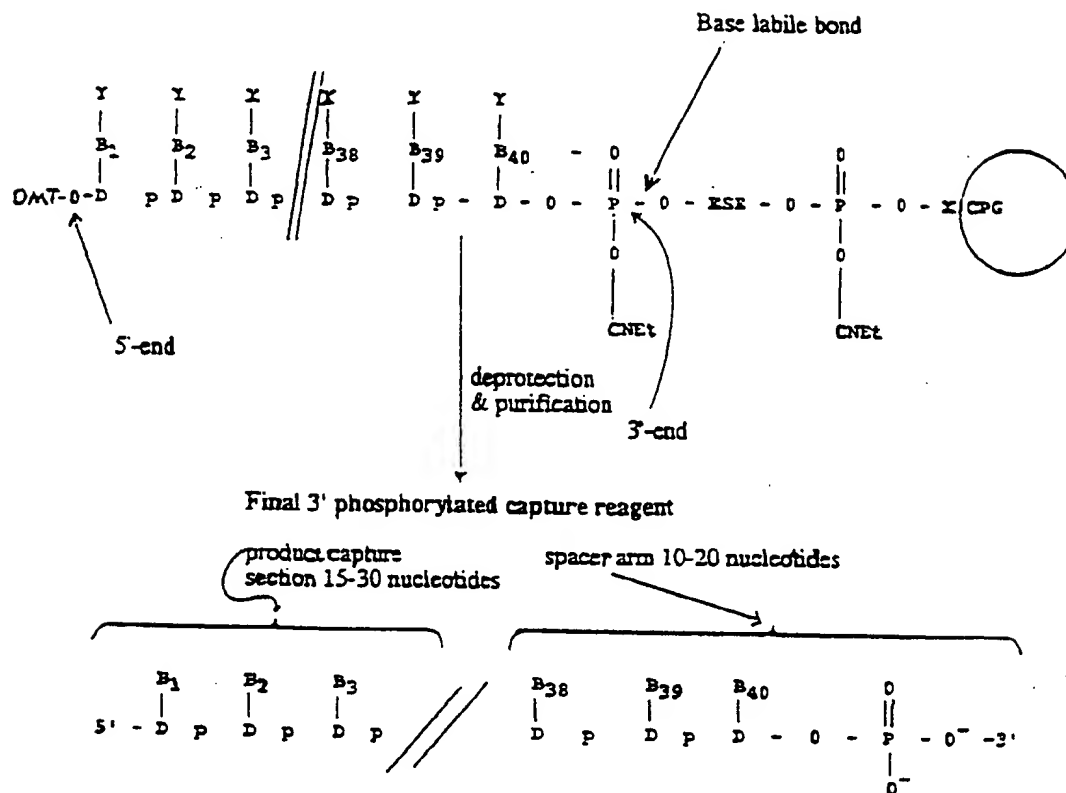 Base labile bond
Y Y Y Y Y Y
B1 B2 B3 B38 B39 B40 - O O
DMT-O-D p D p D p D p D p - D - O - P - O - ESE - O - P - O - X CPG
O O
CNEt CNEt
5'-end
deprotection
& purification
3'-end
Final 3' phosphorylated capture reagent
product capture
section 15-30 nucleotides
spacer arm 10-20 nucleotides
B1 B2 B3 B38 B39 B40 O
5' - D p D p D p D p D p D - O - P - O⁻ -3'
O⁻